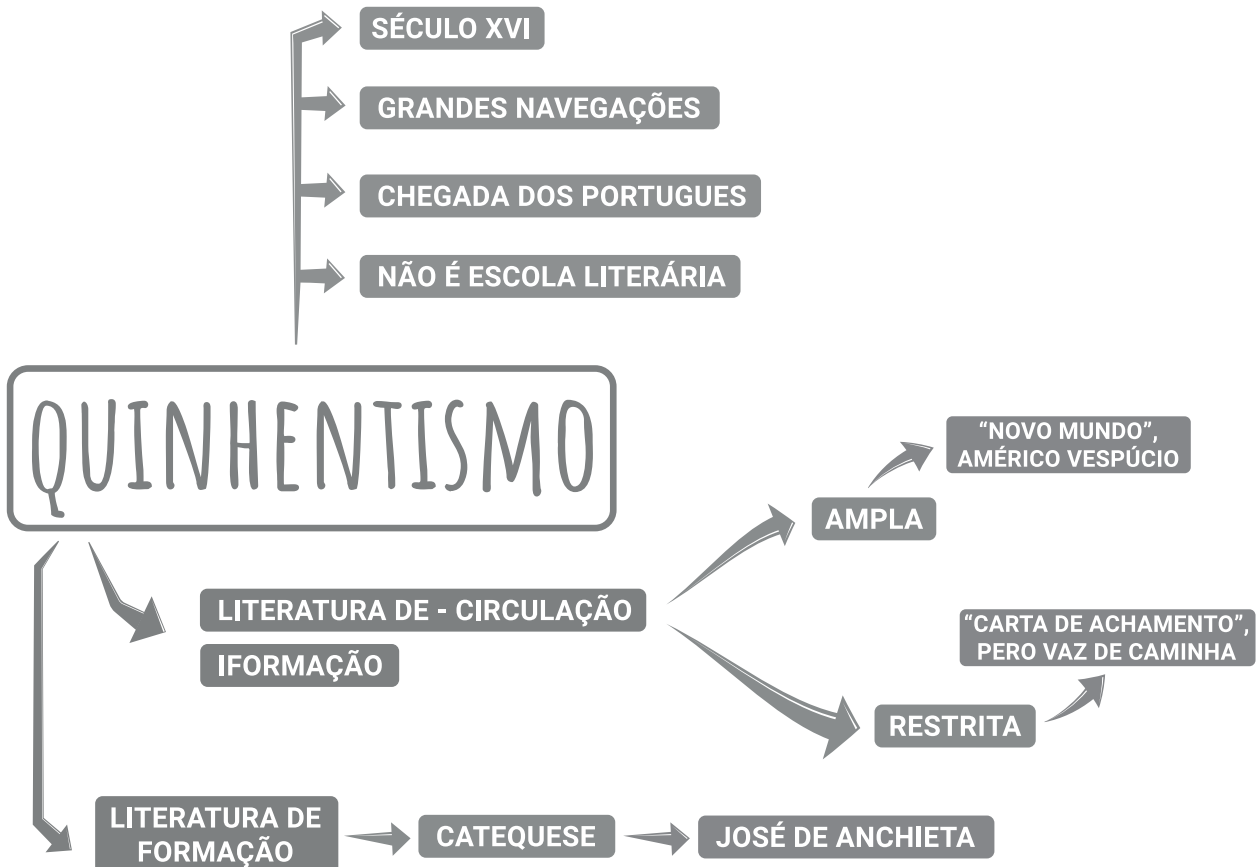 SÉCULO XVI
GRANDES NAVEGAÇÕES
CHEGADA DOS PORTUGUES
NÃO É ESCOLA LITERÁRIA
QUINHENTISMO
LITERATURA DE - CIRCULAÇÃO
IFORMAÇÃO
AMPLA
"NOVO MUNDO",
AMÉRICO VESPÚCIO
RESTRITA
"CARTA DE ACHAMENTO",
PERO VAZ DE CAMINHA
LITERATURA DE
FORMAÇÃO
CATEQUESE
JOSÉ DE ANCHIETA